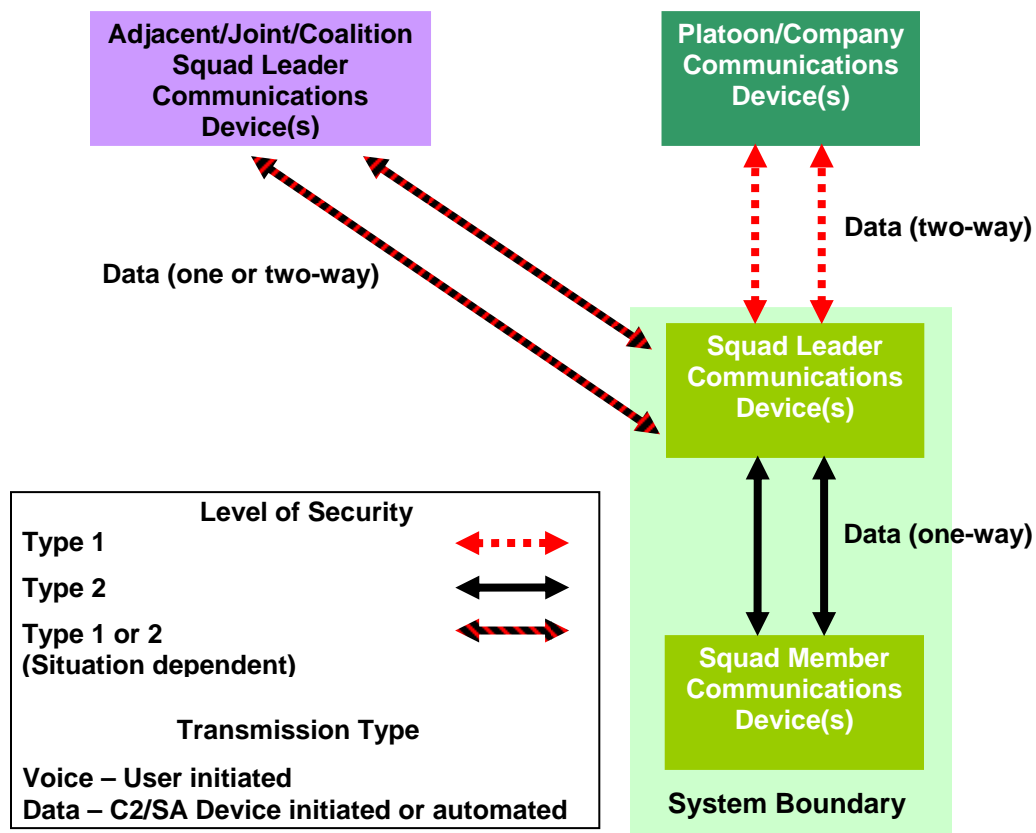 Adjacent/Joint/Coalition
Squad Leader
Communications
Device(s)
Platoon/Company
Communications
Device(s)
Data (two-way)
Data (one or two-way)
Squad Leader
Communications
Device(s)
Data (one-way)
Squad Member
Communications
Device(s)
System Boundary
Level of Security
Type 1
Type 2
Type 1 or 2
(Situation dependent)
Transmission Type
Voice – User initiated
Data – C2/SA Device initiated or automated